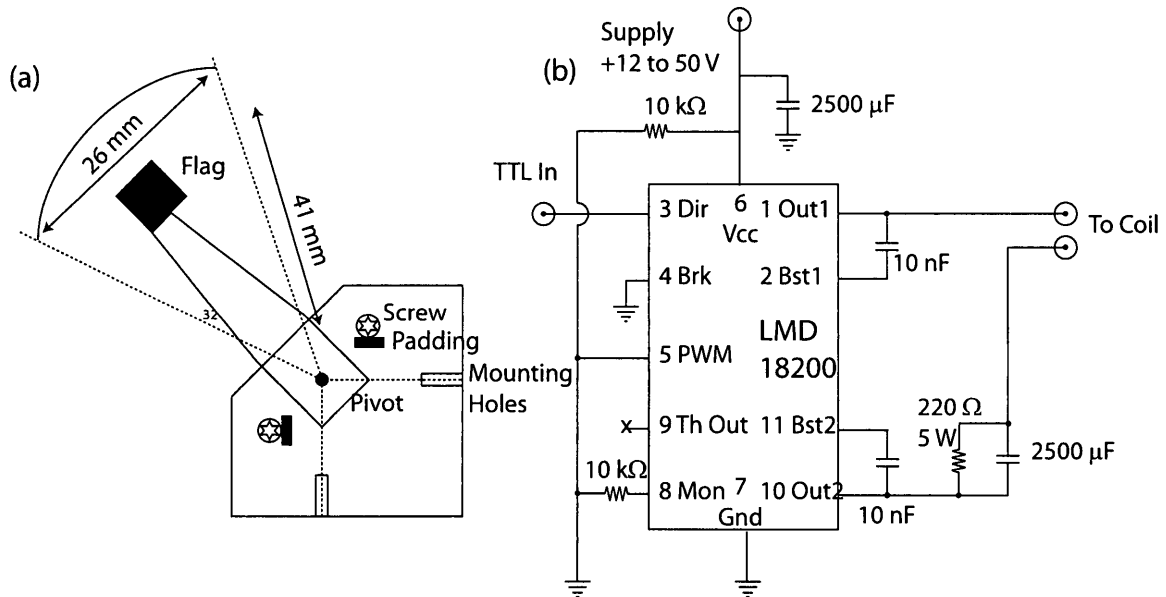 (a)
26 mm
Flag
41 mm
32
Screw
Padding
Mounting
Holes
Pivot
(b)
Supply
+12 to 50 V
2500 µF
10 kΩ
TTL In
3 Dir
6
Vcc
1 Out1
To Coil
10 nF
4 Brk
2 Bst1
LMD
18200
5 PWM
9 Th Out
11 Bst2
220 Ω
5 W
2500 µF
x
10 kΩ
8 Mon
7
Gnd
10 Out2
10 nF